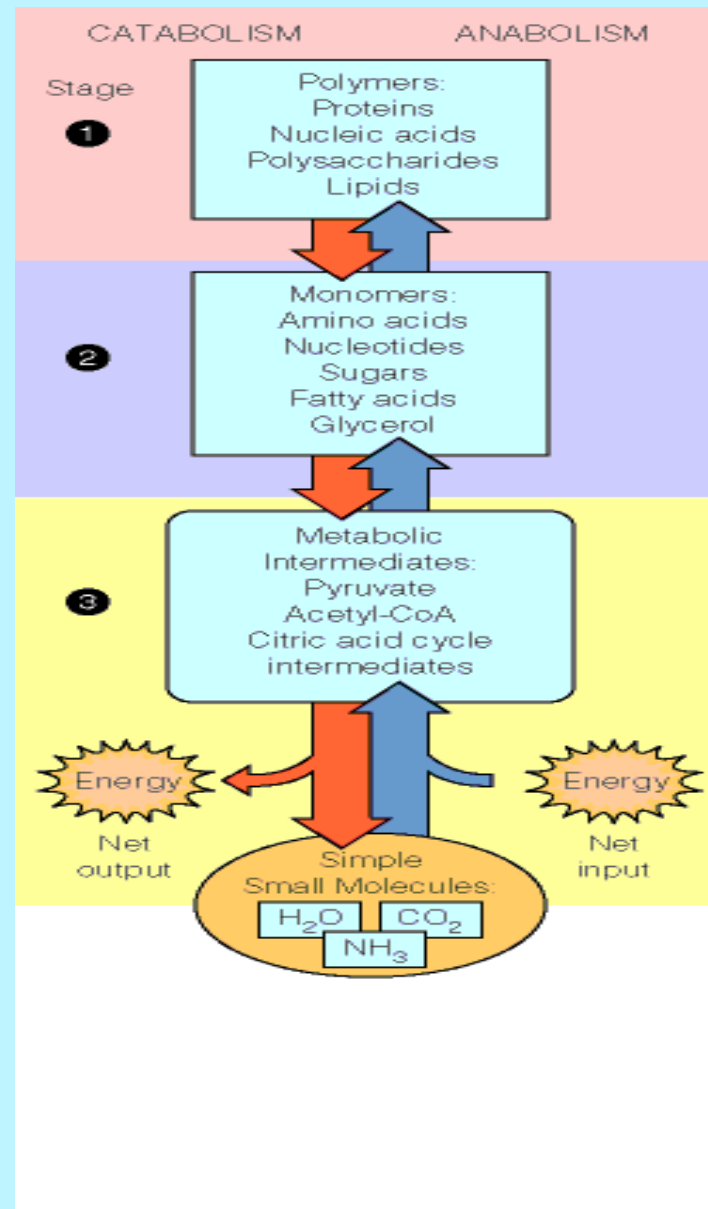 CATABOLISM ANABOLISM
Stage
1
Polymers:
Proteins
Nucleic acids
Polysaccharides
Lipids
2
Monomers:
Amino acids
Nucleotides
Sugars
Fatty acids
Glycerol
3
Metabolic
Intermediates:
Pyruvate
Acetyl-CoA
Citric acid cycle
intermediates
Energy
Net
output
Energy
Net
input
Simple
Small Molecules:
H₂O CO₂
NH₃